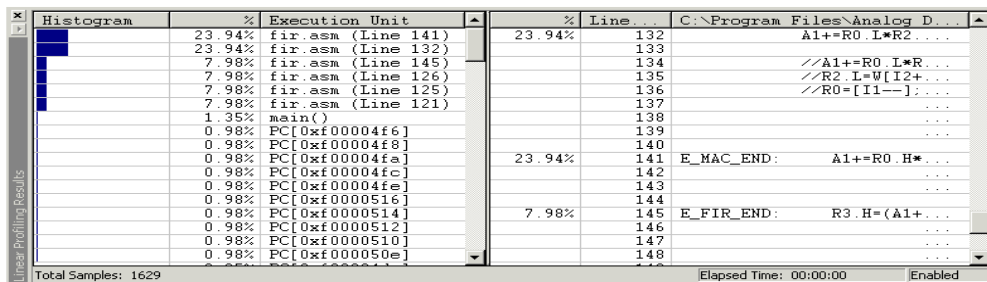 Histogram % Execution Unit
23.94% fir.asm (Line 141)
23.94% fir.asm (Line 132)
7.98% fir.asm (Line 145)
7.98% fir.asm (Line 126)
7.98% fir.asm (Line 125)
7.98% fir.asm (Line 121)
1.35% main()
0.98% PC[0xf00004f6]
0.98% PC[0xf00004f8]
0.98% PC[0xf00004fa]
0.98% PC[0xf00004fc]
0.98% PC[0xf00004fe]
0.98% PC[0xf0000516]
0.98% PC[0xf0000514]
0.98% PC[0xf0000512]
0.98% PC[0xf0000510]
0.98% PC[0xf000050e]
% Line... C:\Program Files\Analog D...
23.94% 132 A1+=R0.L*R2....
133
134 //A1+=R0.L*R...
135 //R2.L=W[I2+...
136 //R0=[I1--];...
137 ...
138 ...
139 ...
140
23.94% 141 E_MAC_END: A1+=R0.H*...
142 ...
143 ...
144
7.98% 145 E_FIR_END: R3.H=(A1+...
146 ...
147 ...
148 ...
Linear Profiling Results
Total Samples: 1629
Elapsed Time: 00:00:00
Enabled